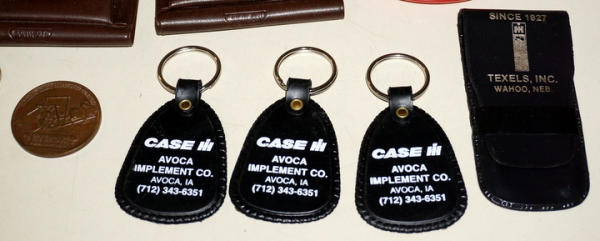 CASE IH
AVOCA
IMPLEMENT CO.
AVOCA, IA
(712) 343-6351
CASE IH
AVOCA
IMPLEMENT CO.
AVOCA, IA
(712) 343-6351
CASE IH
AVOCA
IMPLEMENT CO.
AVOCA, IA
(712) 343-6351
SINCE 1927
IH
TEXELS, INC.
WAHOO, NEB.